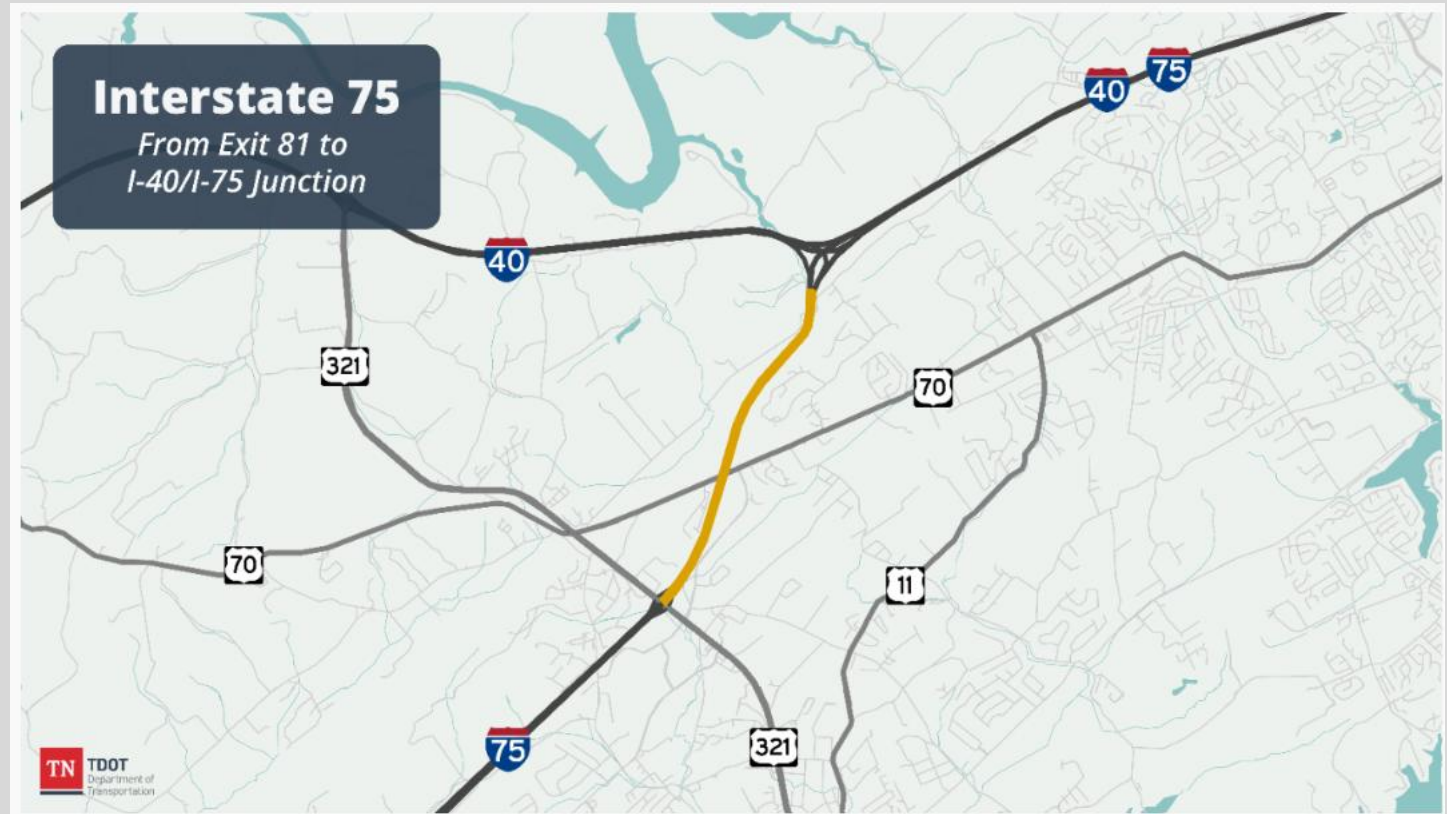 Interstate 75
From Exit 81 to
I-40/I-75 Junction
75
40
40
321
70
70
11
75
321
TN TDOT
Department of
Transportation